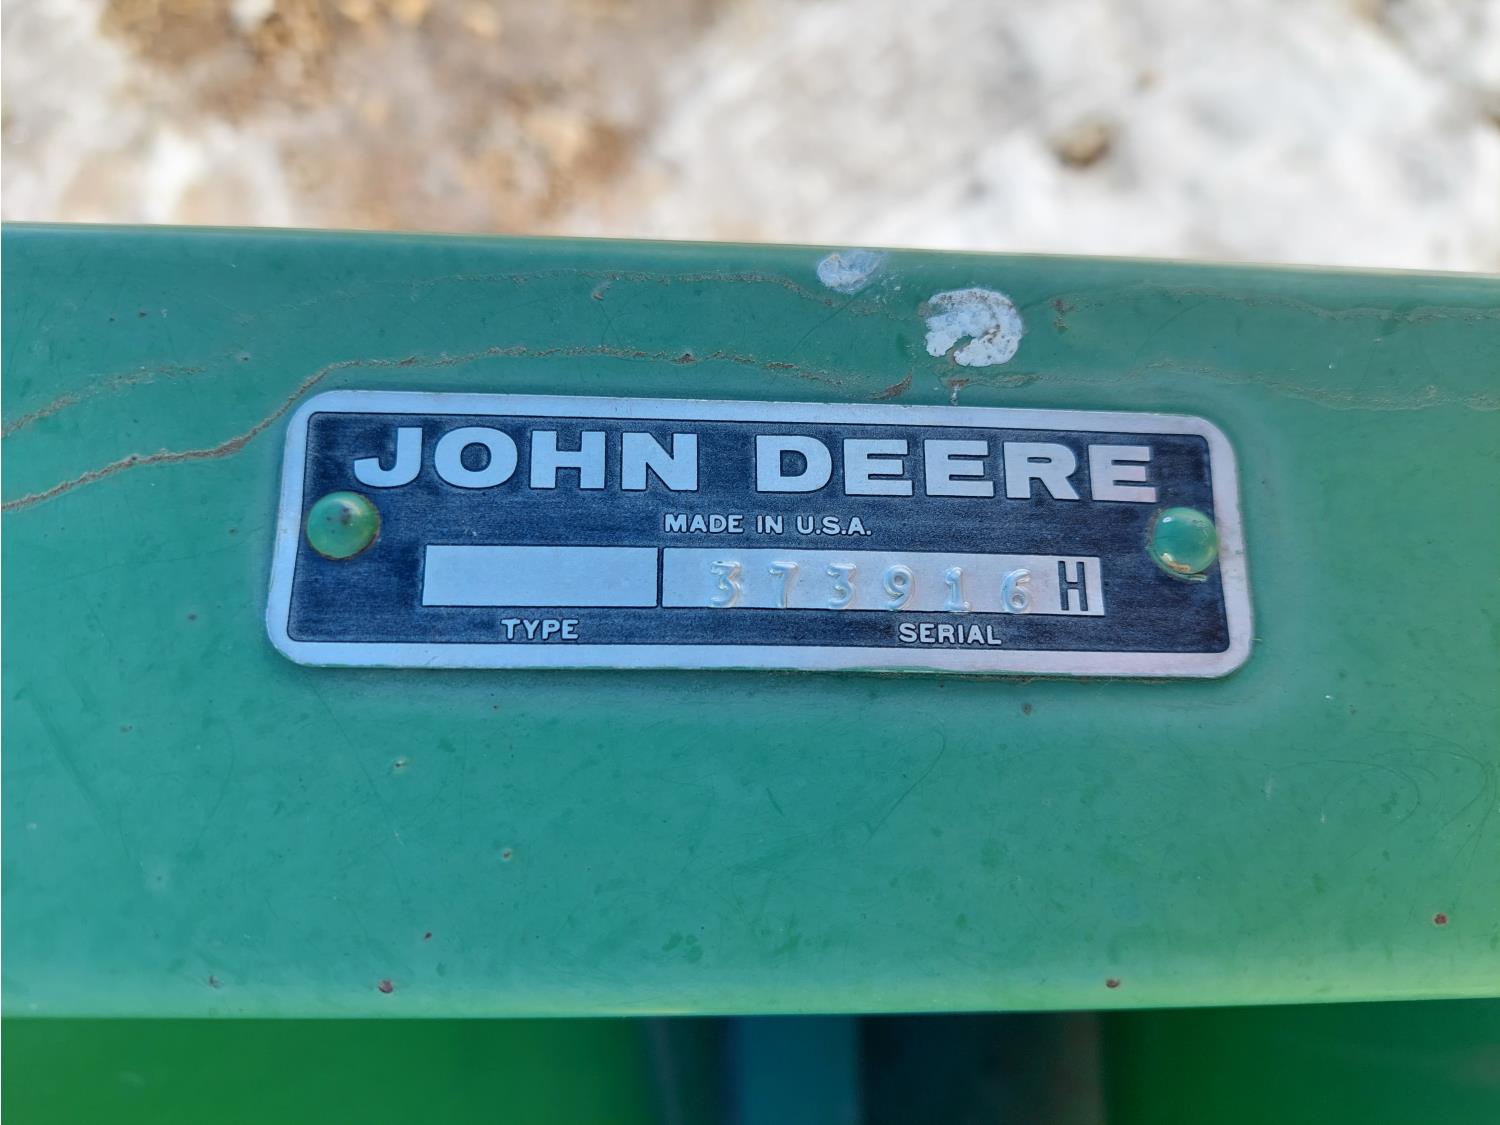 JOHN DEERE
MADE IN U.S.A.
373916H
TYPE SERIAL